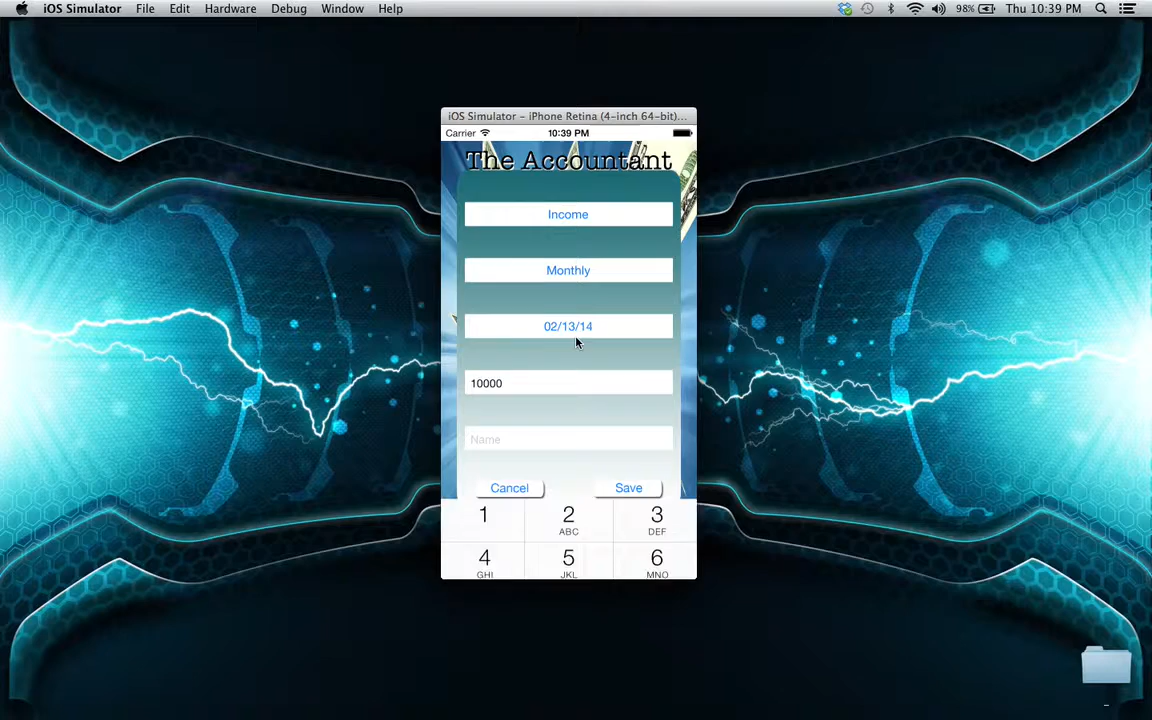 iOS Simulator File Edit Hardware Debug Window Help 98% Thu 10:39 PM
iOS Simulator – iPhone Retina (4-inch 64-bit)...
Carrier 10:39 PM
The Accountant
Income
Monthly
02/13/14
10000
Name
Cancel Save
1 2 3
ABC DEF
4 5 6
GHI JKL MNO